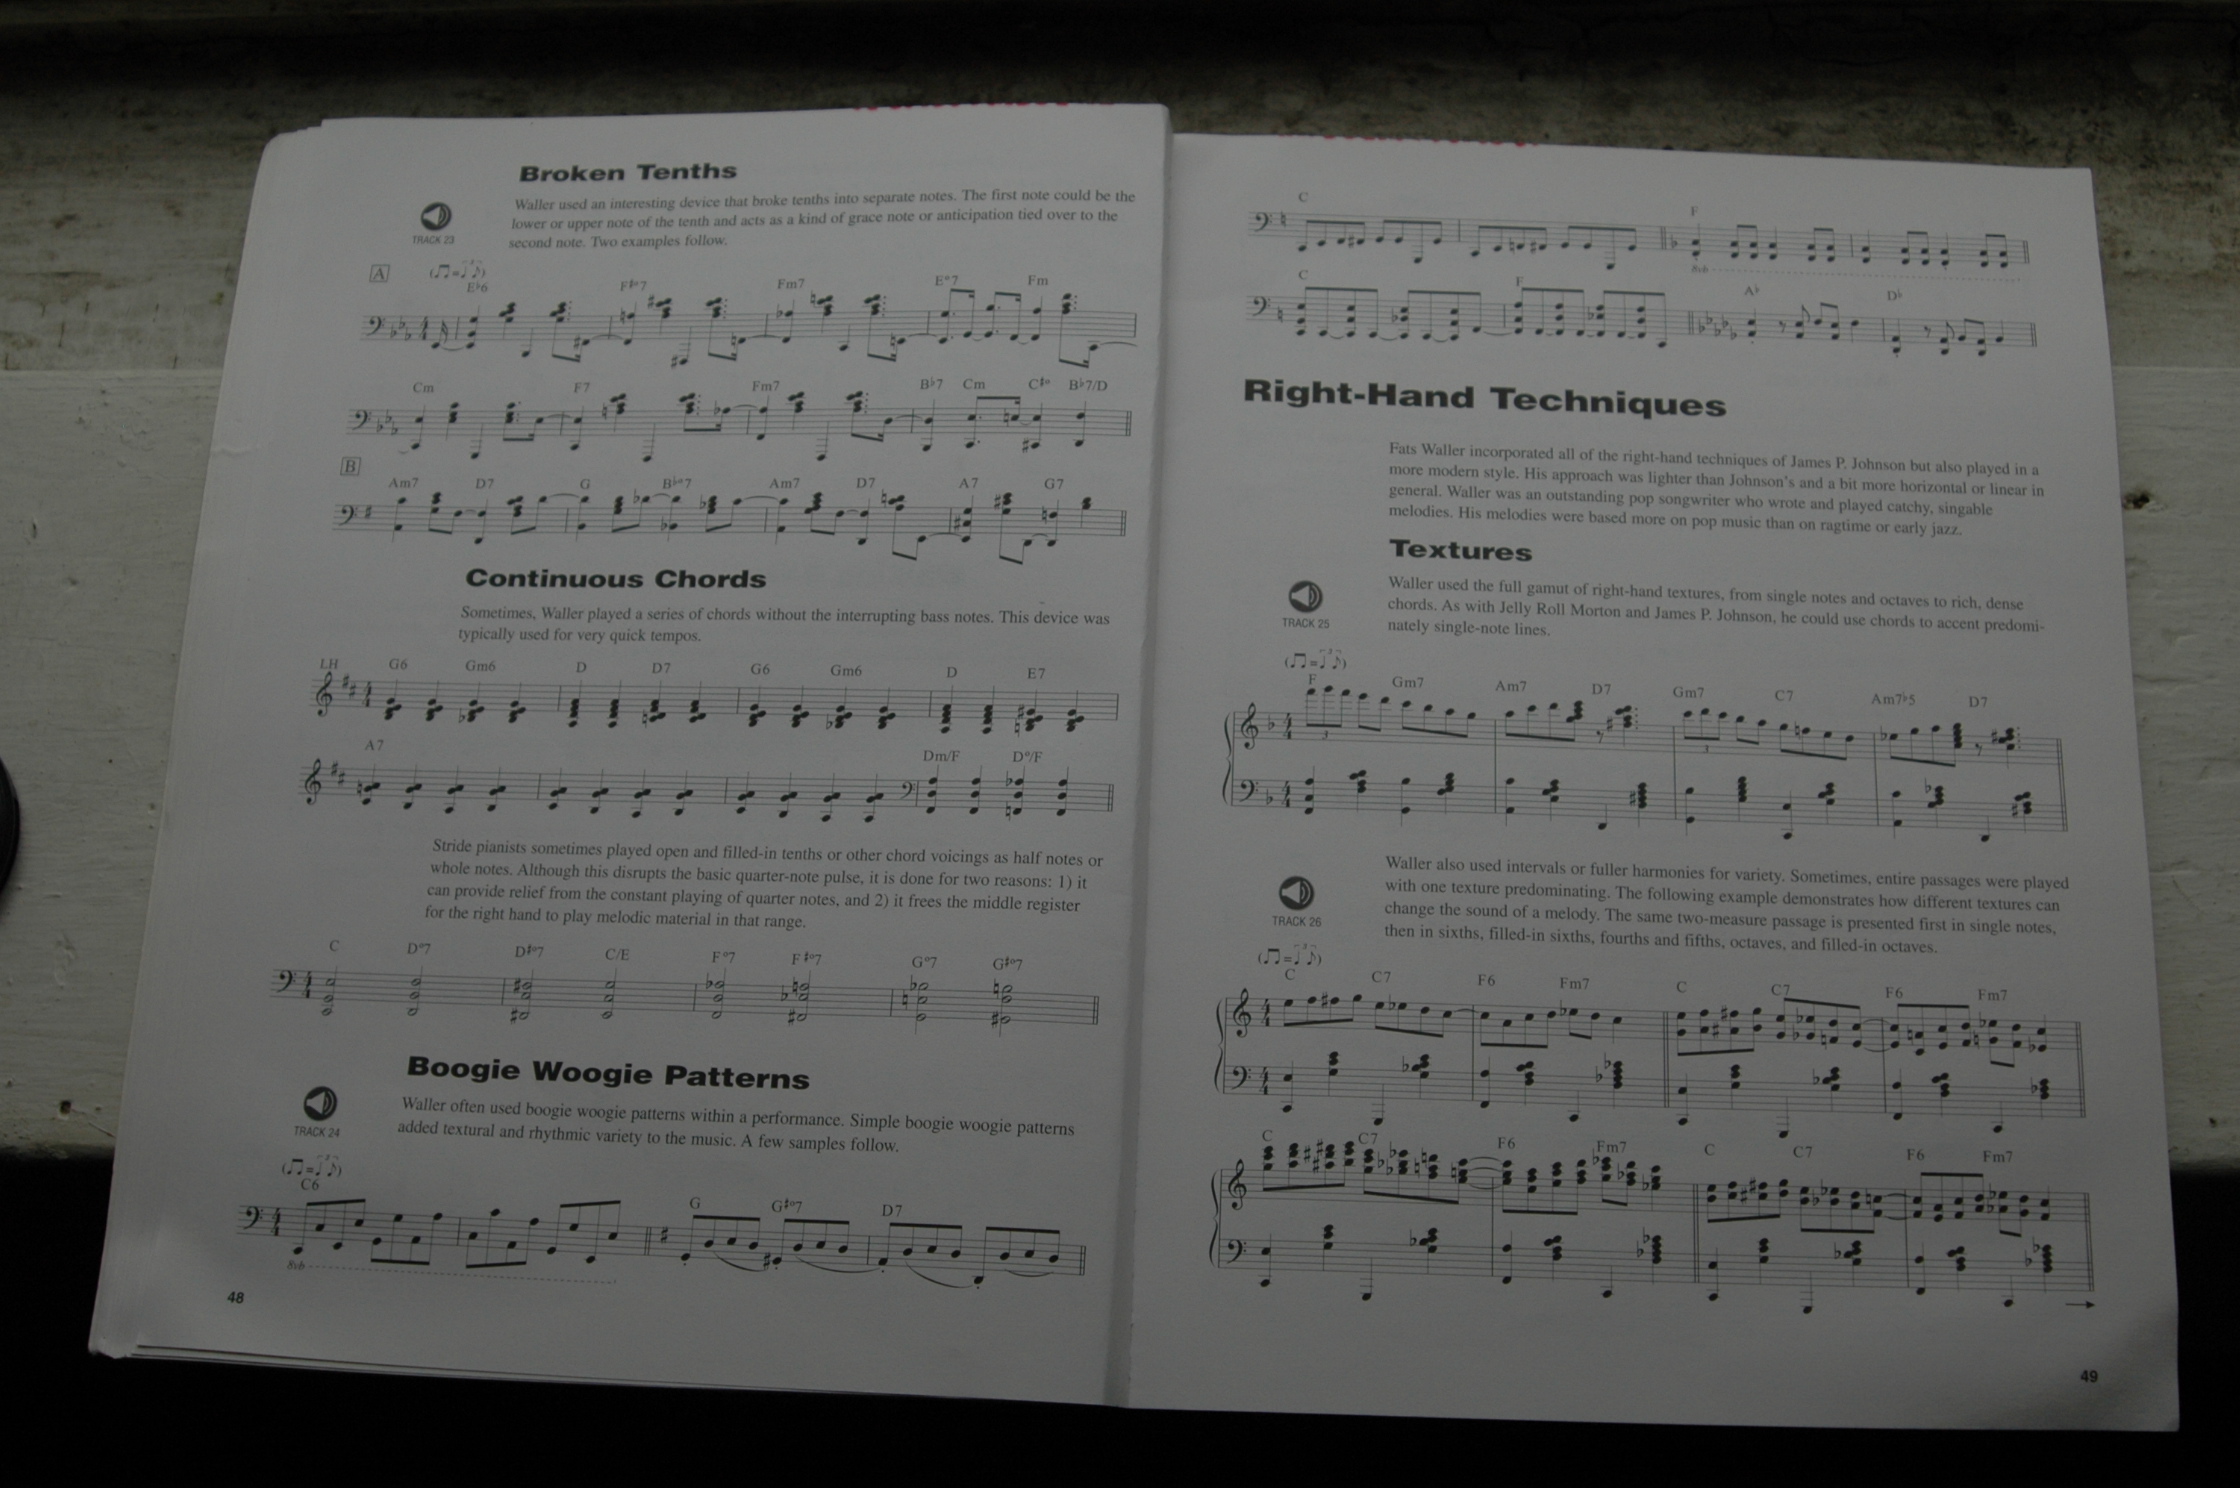 Broken Tenths
Waller used an interesting device that broke tenths into separate notes. The first note could be the
lower or upper note of the tenth and acts as a kind of grace note or anticipation tied over to the
second note. Two examples follow.
TRACK 23
A
E♭6 F♯°7 Fm7 E°7 Fm
Cm F7 Fm7 B♭7 Cm C♯° B♭7/D
B
Am7 D7 G B♭°7 Am7 D7 A7 G7
Continuous Chords
Sometimes, Waller played a series of chords without the interrupting bass notes. This device was
typically used for very quick tempos.
LH G6 Gm6 D D7 G6 Gm6 D E7
A7 Dm/F D°/F
Stride pianists sometimes played open and filled-in tenths or other chord voicings as half notes or
whole notes. Although this disrupts the basic quarter-note pulse, it is done for two reasons: 1) it
can provide relief from the constant playing of quarter notes, and 2) it frees the middle register
for the right hand to play melodic material in that range.
C D°7 D♯°7 C/E F°7 F♯°7 G°7 G♯°7
Boogie Woogie Patterns
Waller often used boogie woogie patterns within a performance. Simple boogie woogie patterns
added textural and rhythmic variety to the music. A few samples follow.
TRACK 24
C6 G G♯°7 D7
8vb
48
C F
8vb
C F A♭ D♭
Right-Hand Techniques
Fats Waller incorporated all of the right-hand techniques of James P. Johnson but also played in a
more modern style. His approach was lighter than Johnson's and a bit more horizontal or linear in
general. Waller was an outstanding pop songwriter who wrote and played catchy, singable
melodies. His melodies were based more on pop music than on ragtime or early jazz.
Textures
Waller used the full gamut of right-hand textures, from single notes and octaves to rich, dense
chords. As with Jelly Roll Morton and James P. Johnson, he could use chords to accent predomi-
nately single-note lines.
TRACK 25
F Gm7 Am7 D7 Gm7 C7 Am7♭5 D7
Waller also used intervals or fuller harmonies for variety. Sometimes, entire passages were played
with one texture predominating. The following example demonstrates how different textures can
change the sound of a melody. The same two-measure passage is presented first in single notes,
then in sixths, filled-in sixths, fourths and fifths, octaves, and filled-in octaves.
TRACK 26
C C7 F6 Fm7 C C7 F6 Fm7
C C7 F6 Fm7 C C7 F6 Fm7
49